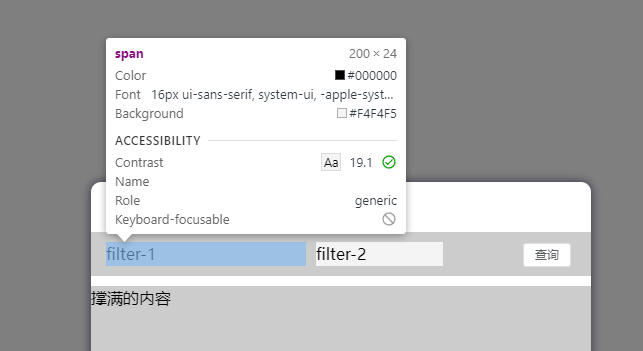 span 200 × 24
Color #000000
Font 16px ui-sans-serif, system-ui, -apple-syst...
Background #F4F4F5
ACCESSIBILITY
Contrast Aa 19.1
Name
Role generic
Keyboard-focusable
filter-1 filter-2 查询
撑满的内容